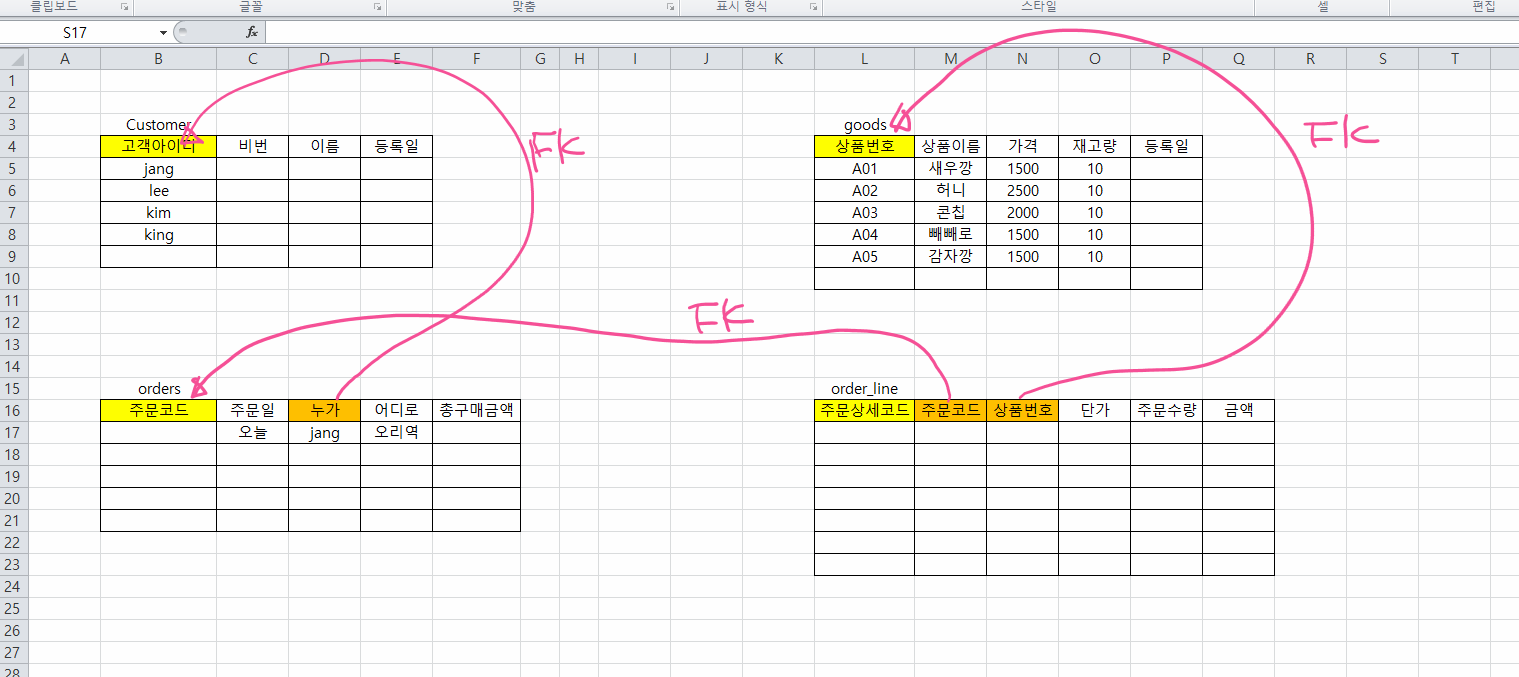 클립보드 글꼴 맞춤 표시 형식 스타일 셀 편집
S17 fx
A B C D E F G H I J K L M N O P Q R S T
1
2
3 Customer goods
4 고객아이디 비번 이름 등록일 상품번호 상품이름 가격 재고량 등록일
5 jang A01 새우깡 1500 10
6 lee A02 허니 2500 10
7 kim A03 콘칩 2000 10
8 king A04 빼빼로 1500 10
9 A05 감자깡 1500 10
10
11
12
13
14
15 orders order_line
16 주문코드 주문일 누가 어디로 총구매금액 주문상세코드 주문코드 상품번호 단가 주문수량 금액
17 오늘 jang 오리역
18
19
20
21
22
23
24
25
26
27
28
FK
FK
FK